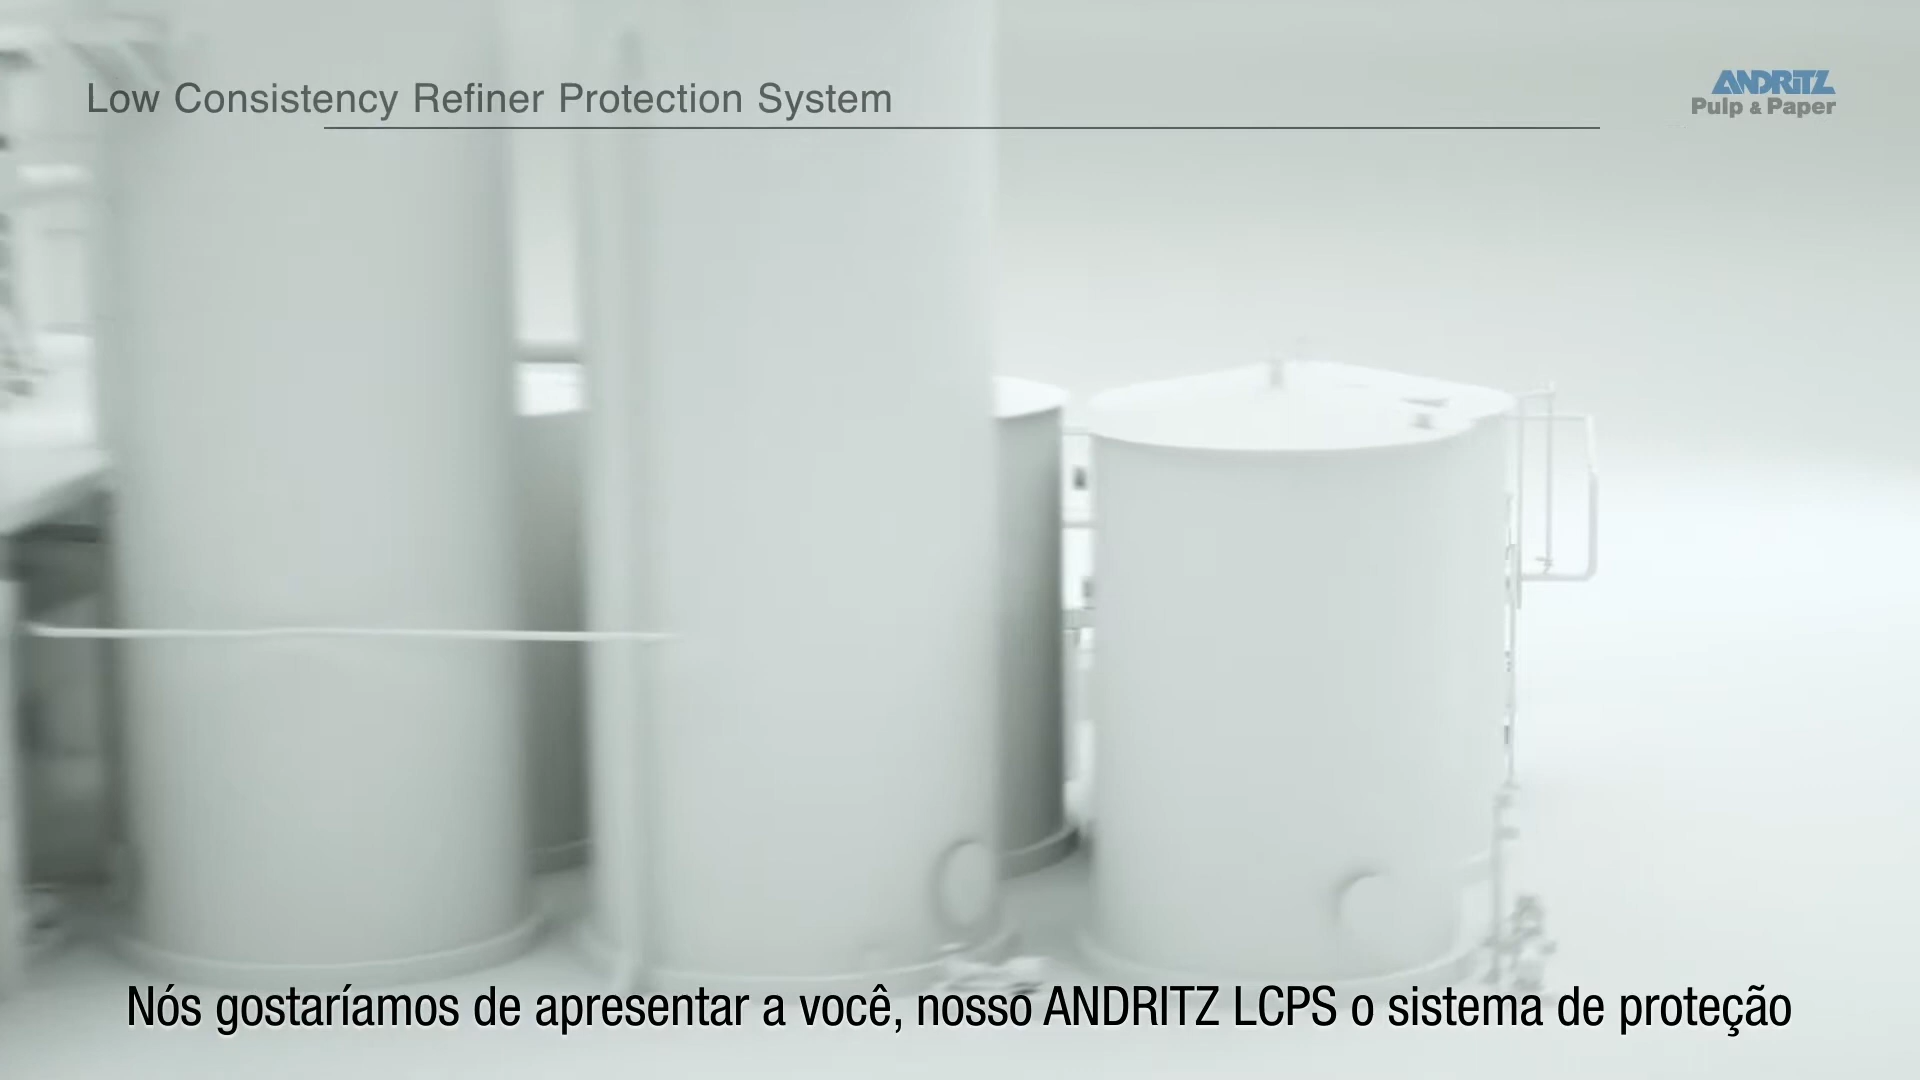 Low Consistency Refiner Protection System
ANDRITZ
Pulp & Paper
Nós gostaríamos de apresentar a você, nosso ANDRITZ LCPS o sistema de proteção